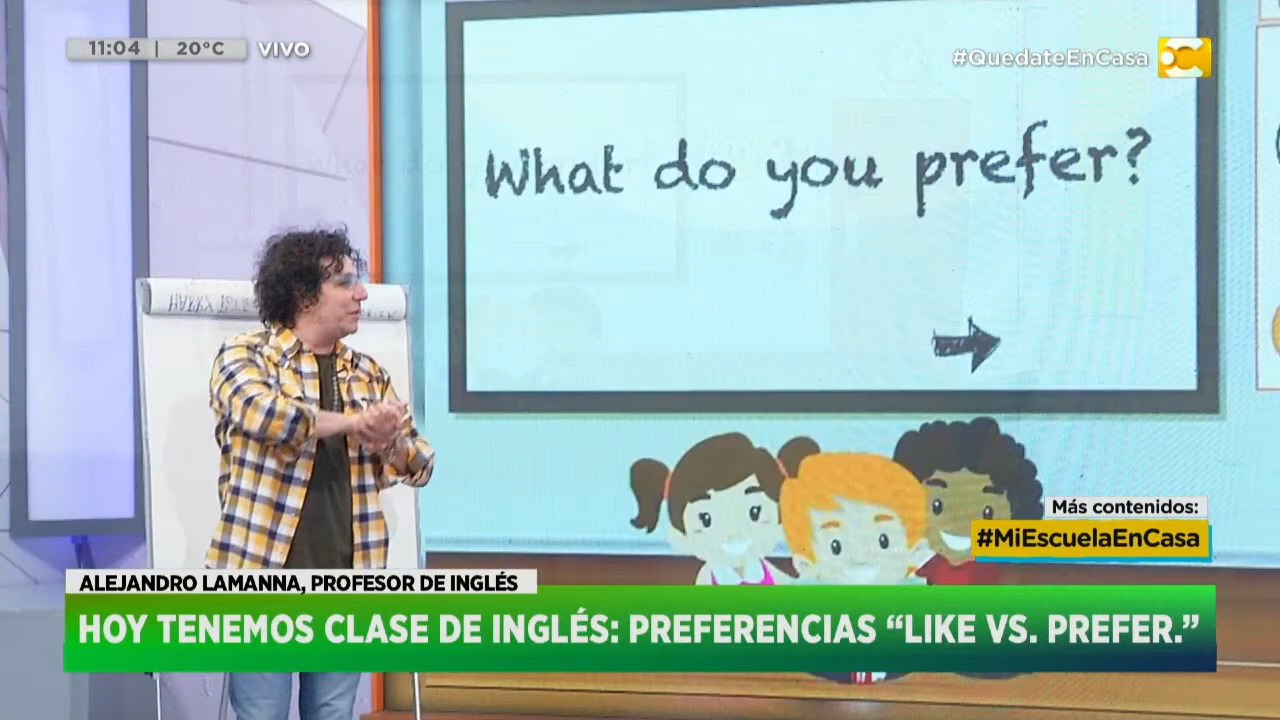 11:04 | 20°C VIVO
#QuedateEnCasa
What do you prefer?
Más contenidos:
#MiEscuelaEnCasa
ALEJANDRO LAMANNA, PROFESOR DE INGLÉS
HOY TENEMOS CLASE DE INGLÉS: PREFERENCIAS “LIKE VS. PREFER.”